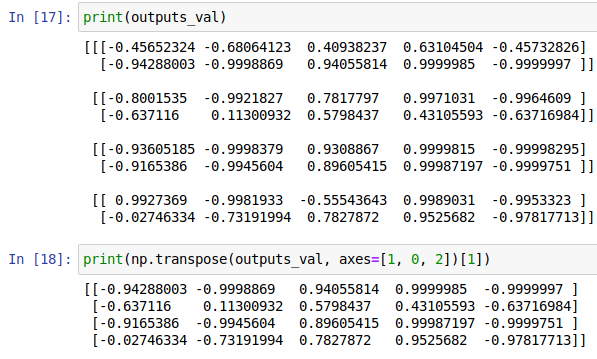 In [17]: print(outputs_val)
[[[-0.45652324 -0.68064123  0.40938237  0.63104504 -0.45732826]
  [-0.94288003 -0.9998869   0.94055814  0.9999985  -0.9999997 ]]

 [[-0.8001535  -0.9921827   0.7817797   0.9971031  -0.9964609 ]
  [-0.637116    0.11300932  0.5798437   0.43105593 -0.63716984]]

 [[-0.93605185 -0.9998379   0.9308867   0.9999815  -0.99998295]
  [-0.9165386  -0.9945604   0.89605415  0.99987197 -0.9999751 ]]

 [[ 0.9927369  -0.9981933  -0.55543643  0.9989031  -0.9953323 ]
  [-0.02746334 -0.73191994  0.7827872   0.9525682  -0.97817713]]
In [18]: print(np.transpose(outputs_val, axes=[1, 0, 2])[1])
[[-0.94288003 -0.9998869   0.94055814  0.9999985  -0.9999997 ]
 [-0.637116    0.11300932  0.5798437   0.43105593 -0.63716984]
 [-0.9165386  -0.9945604   0.89605415  0.99987197 -0.9999751 ]
 [-0.02746334 -0.73191994  0.7827872   0.9525682  -0.97817713]]